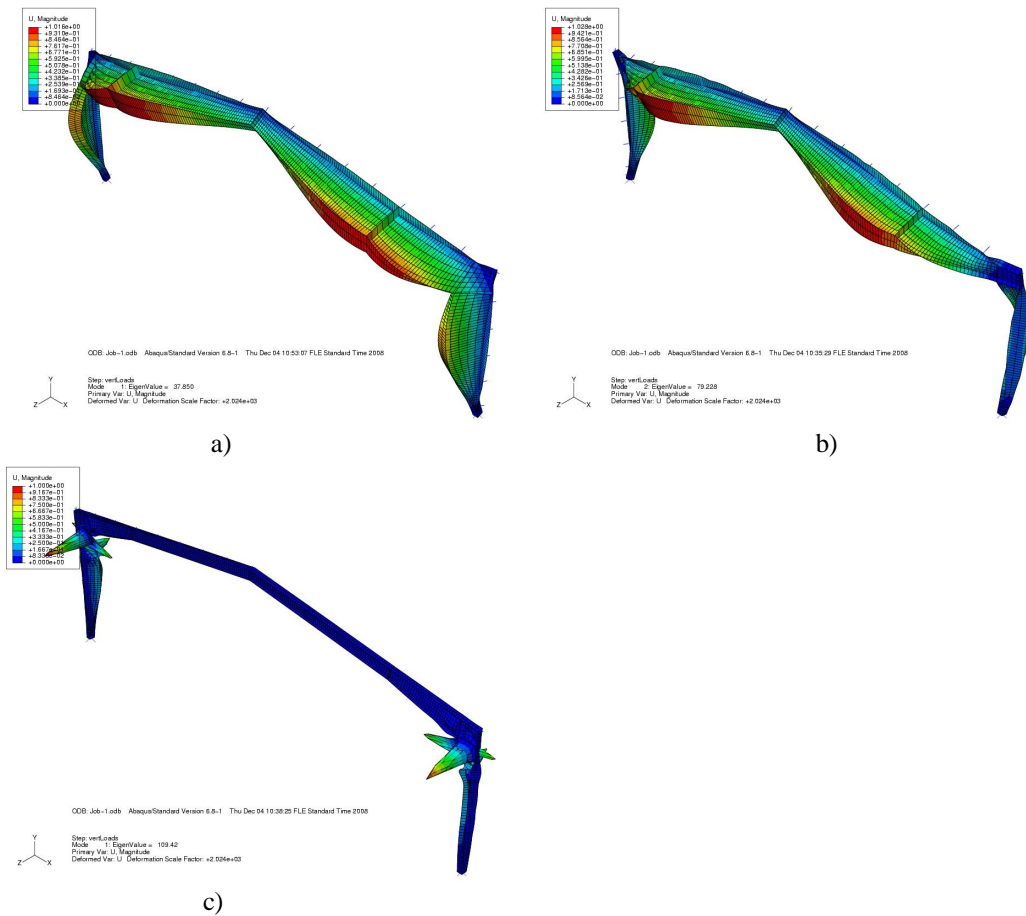 U, Magnitude
+1.016e+00
+9.310e-01
+8.464e-01
+7.617e-01
+6.771e-01
+5.925e-01
+5.078e-01
+4.232e-01
+3.385e-01
+2.539e-01
+1.693e-01
+8.464e-02
+0.000e+00
ODB: Job-1.odb Abaqus/Standard Version 6.8-1 Thu Dec 04 10:53:07 FLE Standard Time 2008
Y
Z X
Step: vertLoads
Mode 1: EigenValue = 37.850
Primary Var: U, Magnitude
Deformed Var: U Deformation Scale Factor: +2.024e+03
a)
U, Magnitude
+1.028e+00
+9.421e-01
+8.564e-01
+7.708e-01
+6.851e-01
+5.995e-01
+5.138e-01
+4.282e-01
+3.426e-01
+2.569e-01
+1.713e-01
+8.564e-02
+0.000e+00
ODB: Job-1.odb Abaqus/Standard Version 6.8-1 Thu Dec 04 10:35:29 FLE Standard Time 2008
Y
Z X
Step: vertLoads
Mode 2: EigenValue = 79.228
Primary Var: U, Magnitude
Deformed Var: U Deformation Scale Factor: +2.024e+03
b)
U, Magnitude
+1.000e+00
+9.167e-01
+8.333e-01
+7.500e-01
+6.667e-01
+5.833e-01
+5.000e-01
+4.167e-01
+3.333e-01
+2.500e-01
+1.667e-01
+8.333e-02
+0.000e+00
ODB: Job-1.odb Abaqus/Standard Version 6.8-1 Thu Dec 04 10:38:25 FLE Standard Time 2008
Y
Z X
Step: vertLoads
Mode 1: EigenValue = 109.42
Primary Var: U, Magnitude
Deformed Var: U Deformation Scale Factor: +2.024e+03
c)